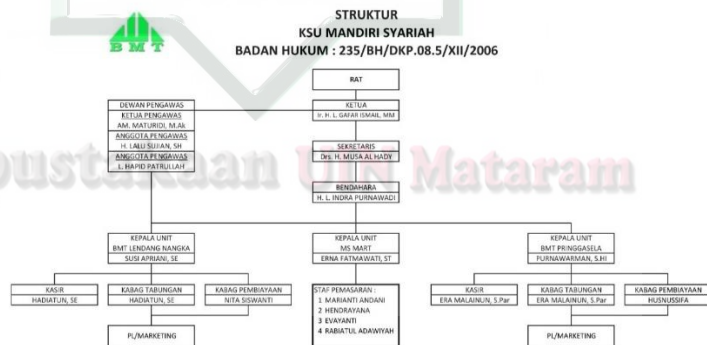 STRUKTUR
KSU MANDIRI SYARIAH
BADAN HUKUM : 235/BH/DKP.08.5/XII/2006
BMT
RAT
DEWAN PENGAWAS
KETUA PENGAWAS
AM. MATURIDI, M.Ak
ANGGOTA PENGAWAS
H. LALU SUJIAN, SH
ANGGOTA PENGAWAS
L. HAPID PATRULLAH
KETUA
Ir. H. L. GAFAR ISMAIL, MM
SEKRETARIS
Drs. H. MUSA AL HADY
BENDAHARA
H. L. INDRA PURNAWADI
pustakaan UIN Mataram
KEPALA UNIT
BMT LENDANG NANGKA
SUSI APRIANI, SE
KEPALA UNIT
MS MART
ERNA FATMAWATI, ST
KEPALA UNIT
BMT PRINGGASELA
PURNAWARMAN, S.HI
KASIR
HADIATUN, SE
KABAG TABUNGAN
HADIATUN, SE
KABAG PEMBIAYAAN
NITA SISWANTI
STAF PEMASARAN :
1 MARIANTI ANDANI
2 HENDRAYANA
3 EVAYANTI
4 RABIATUL ADAWIYAH
KASIR
ERA MALAINUN, S.Par
KABAG TABUNGAN
ERA MALAINUN, S.Par
KABAG PEMBIAYAAN
HUSNUSSIFA
PL/MARKETING
PL/MARKETING